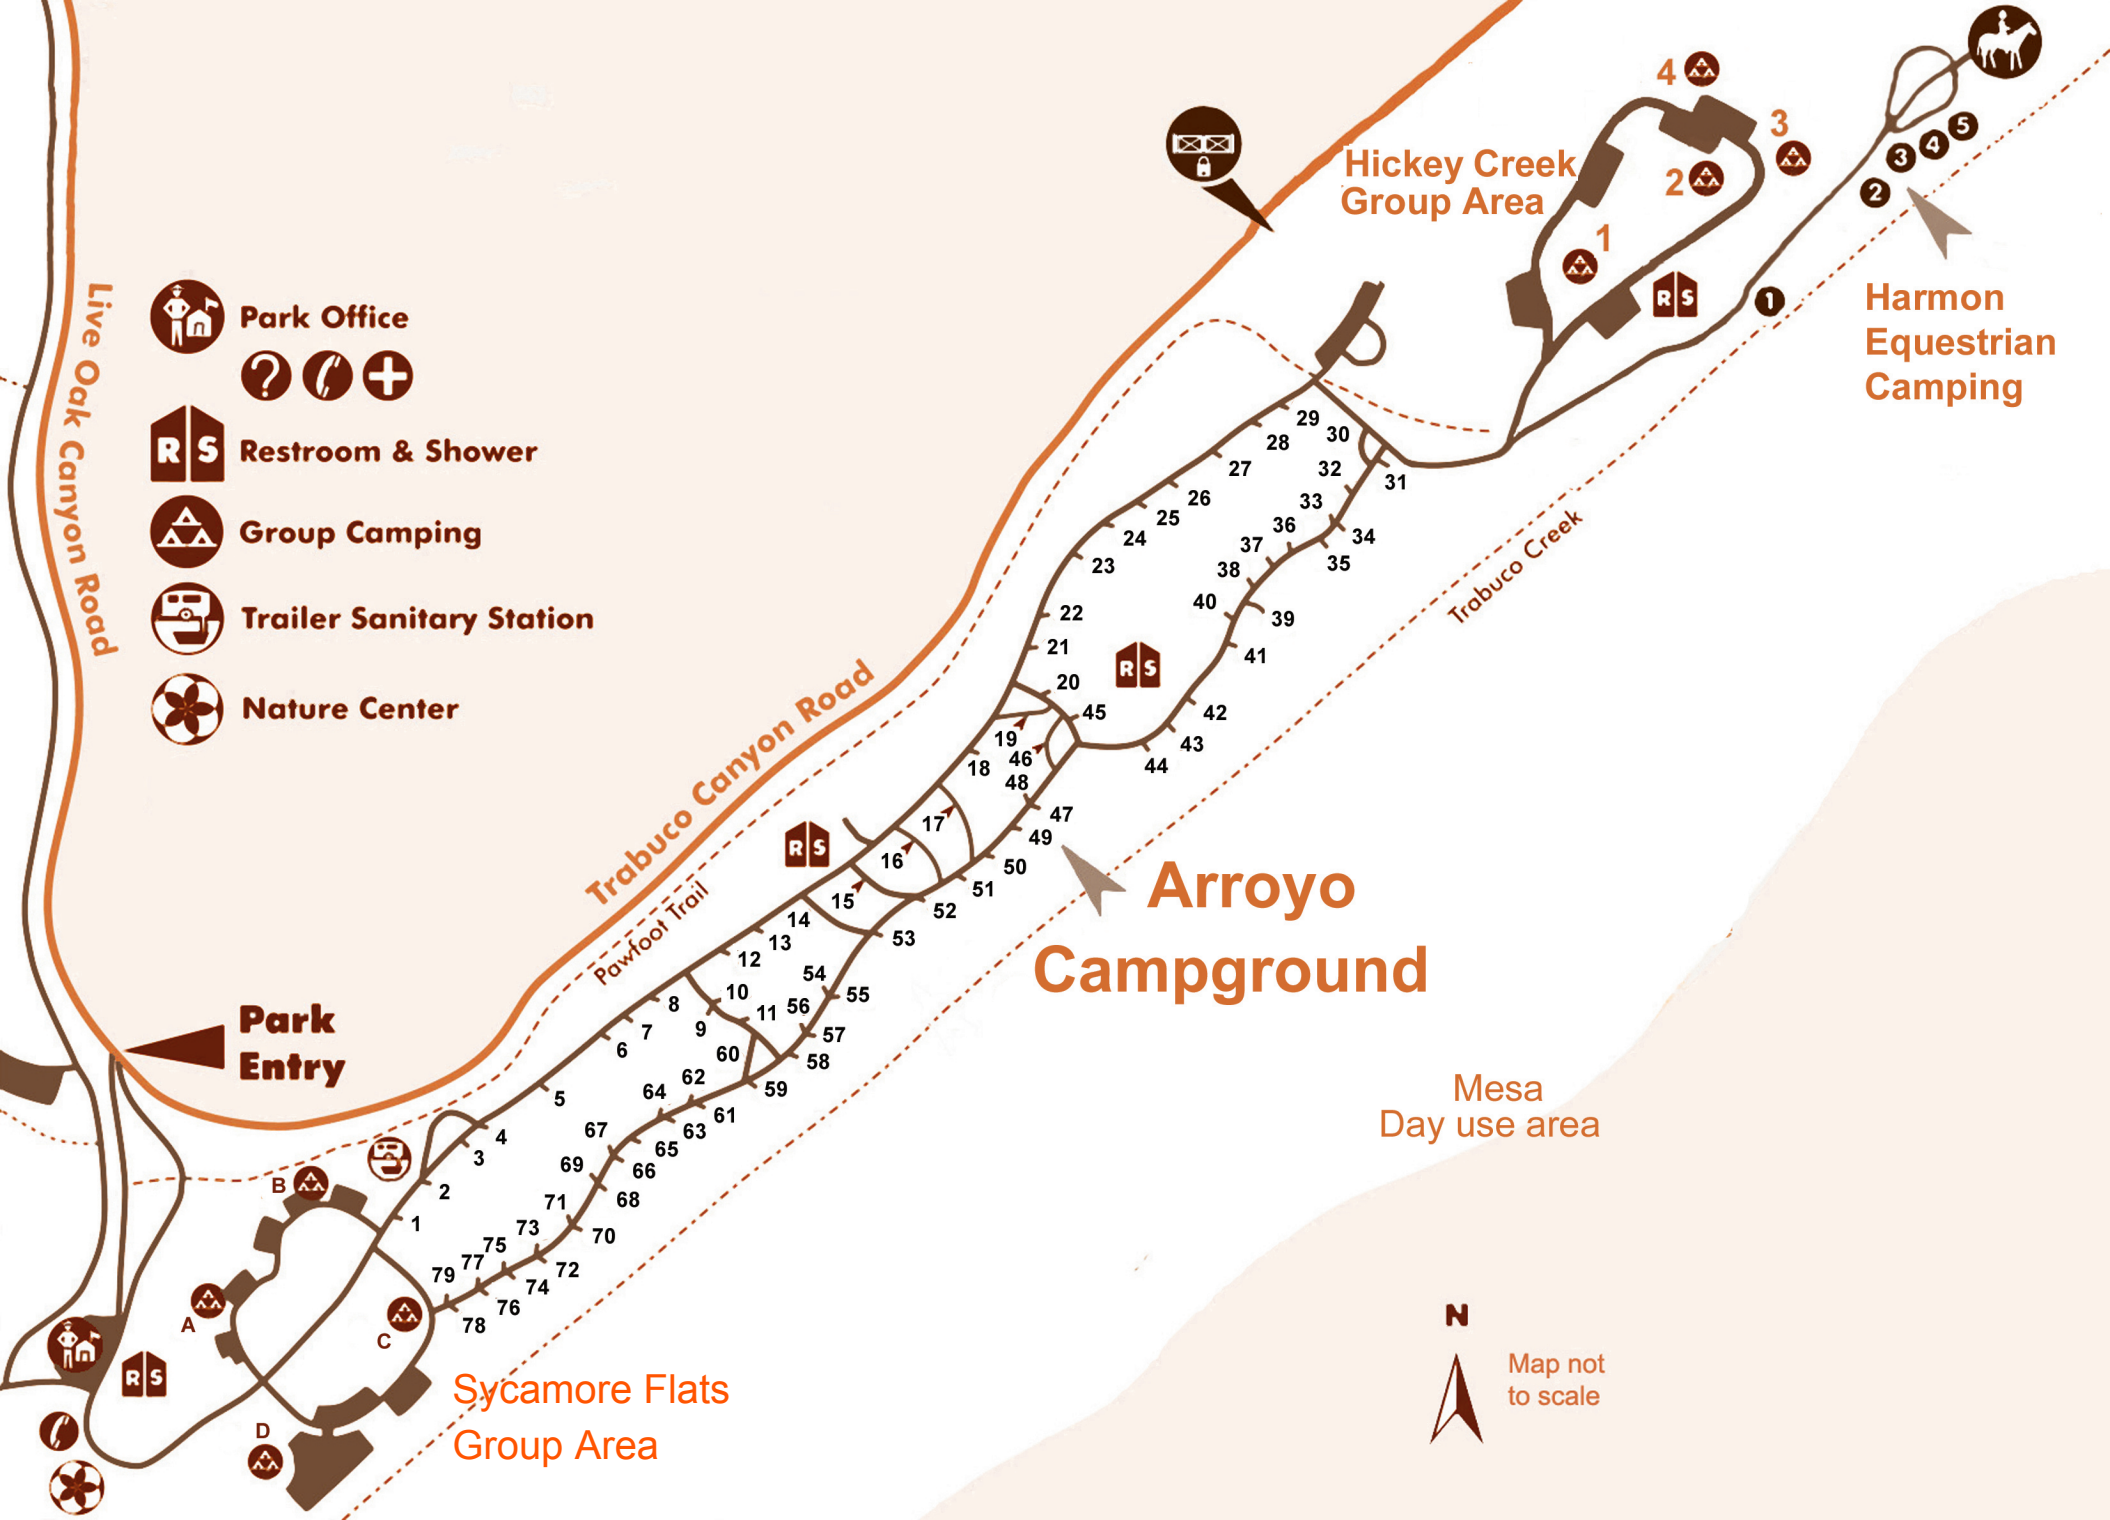 4
3
Hickey Creek
Group Area
2
1
R S
5
4
3
2
1
Harmon
Equestrian
Camping
Live Oak Canyon Road
Park Office
?
R S
Restroom & Shower
Group Camping
Trailer Sanitary Station
Nature Center
29
30
28
32
27
31
26
33
25
36
34
24
37
35
23
38
40
39
22
21
41
R S
20
45
42
19
43
46
44
18
48
47
17
49
16
50
15
51
52
14
53
13
12
54
10
55
8
11
56
9
57
7
6
60
58
62
59
64
5
61
67
63
4
65
3
66
69
2
68
71
1
70
73
75
72
77
74
79
76
78
Trabuco Creek
Trabuco Canyon Road
R S
Pawfoot Trail
Arroyo
Campground
Park
Entry
Mesa
Day use area
B
A
C
R S
D
Sycamore Flats
Group Area
N
Map not
to scale